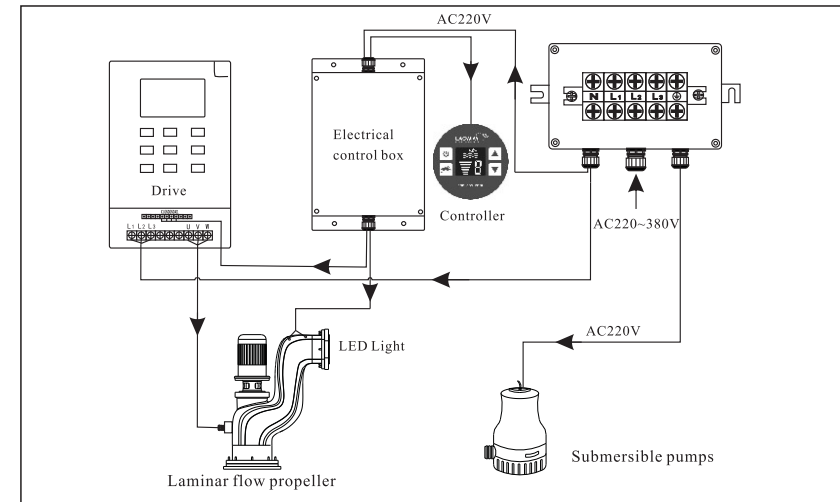 AC220V
N L1 L2 L3
Electrical
control box
8
Drive
Controller
L1 L2 L3 U V W
AC220~380V
AC220V
LED Light
Submersible pumps
Laminar flow propeller